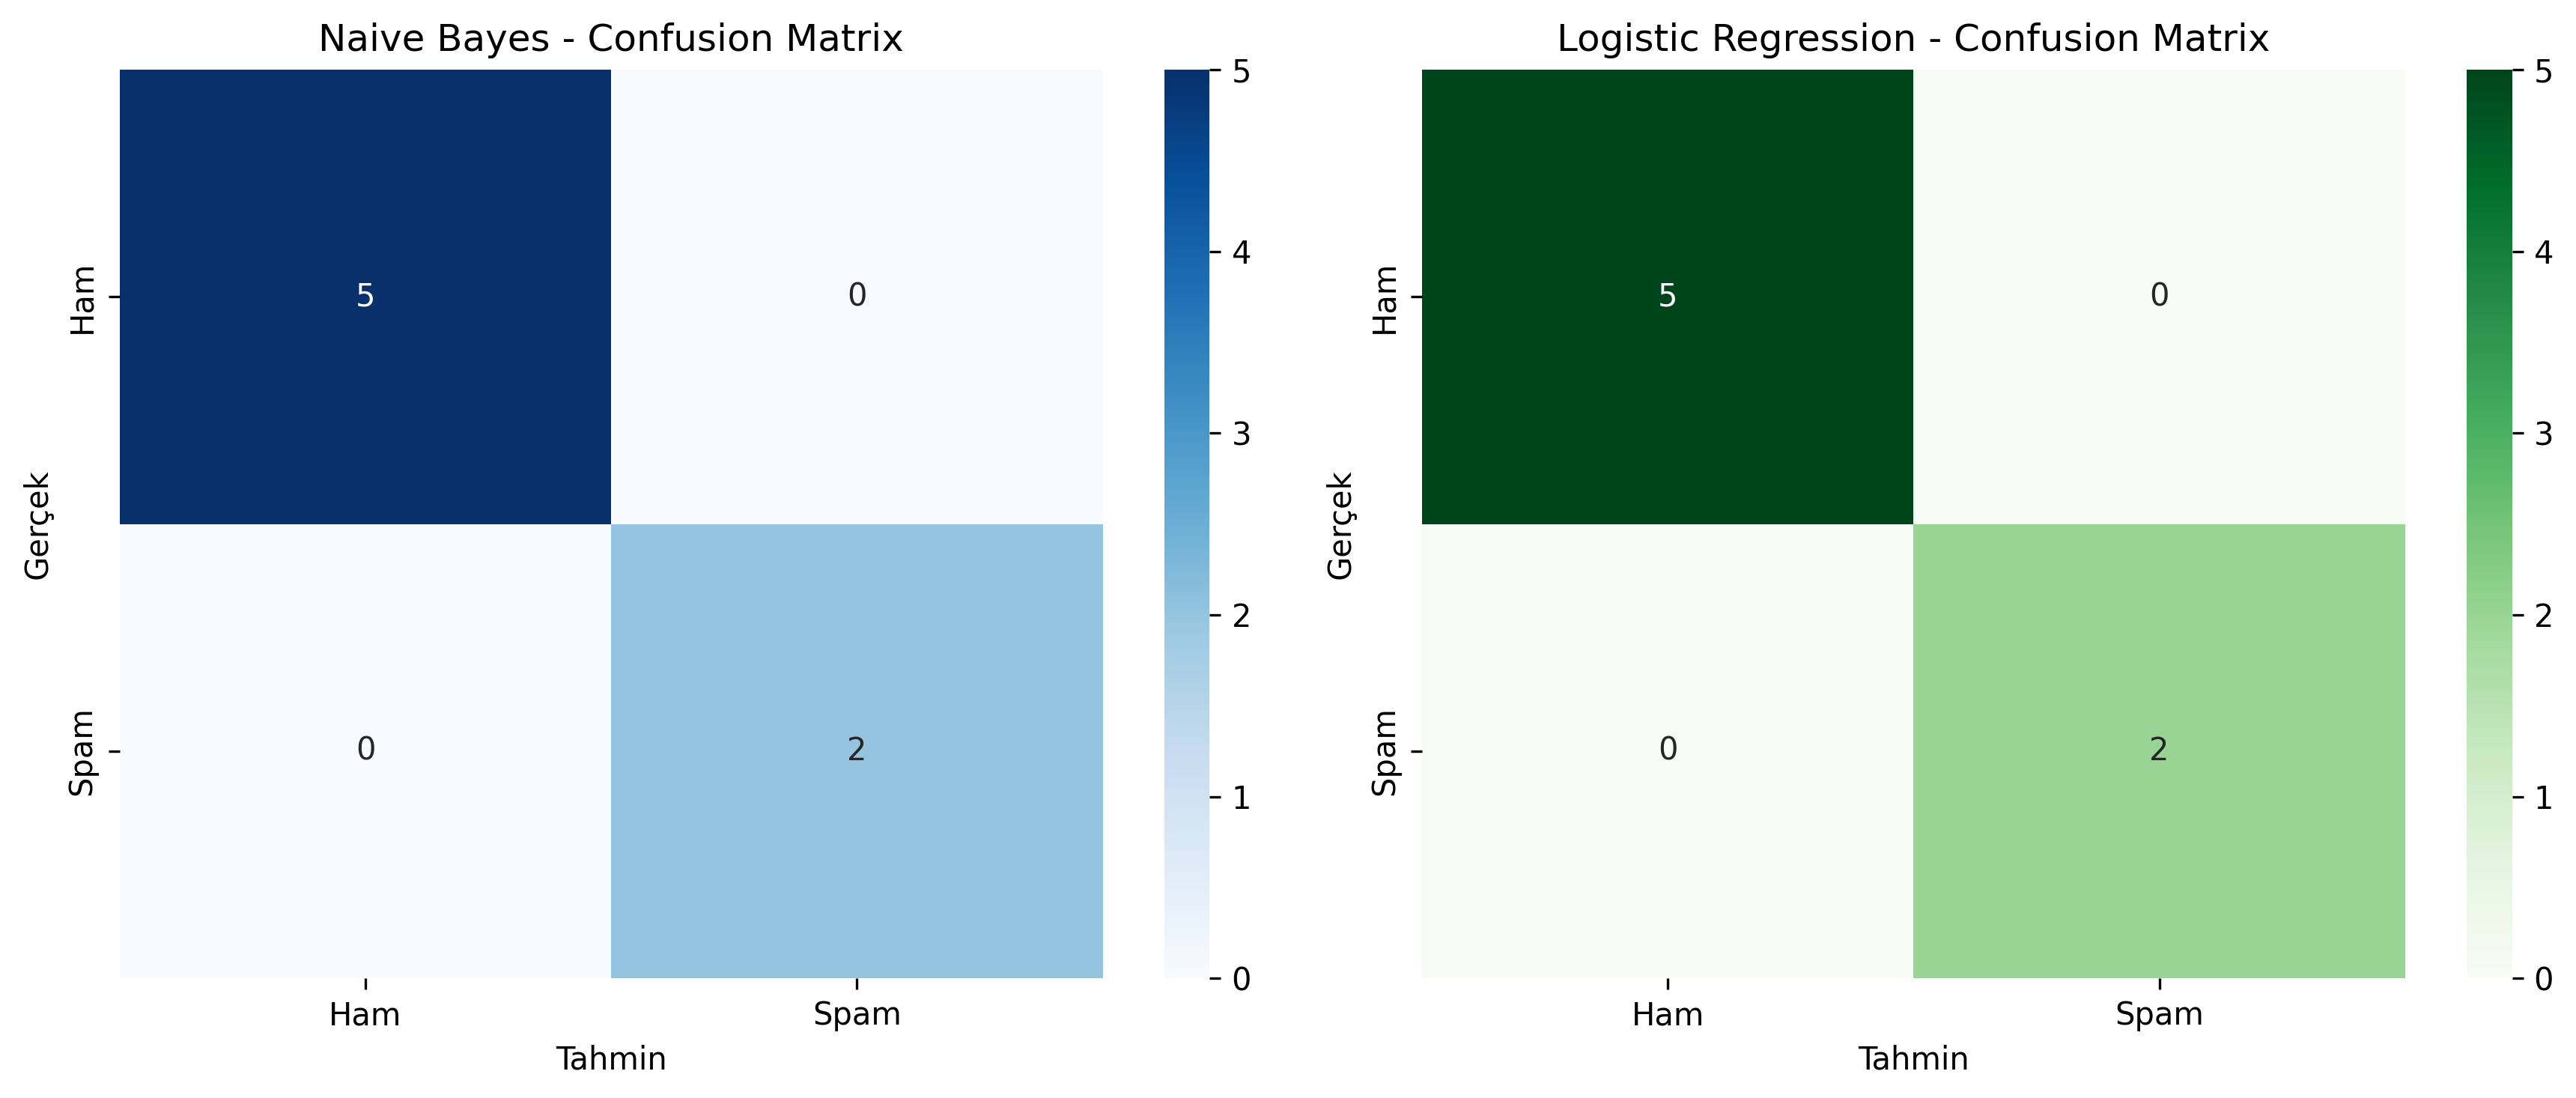 Naive Bayes - Confusion Matrix
5
4
3
2
1
0
Ham
Spam
Gerçek
5
0
0
2
Ham
Spam
Tahmin
Logistic Regression - Confusion Matrix
5
4
3
2
1
0
Ham
Spam
Gerçek
5
0
0
2
Ham
Spam
Tahmin